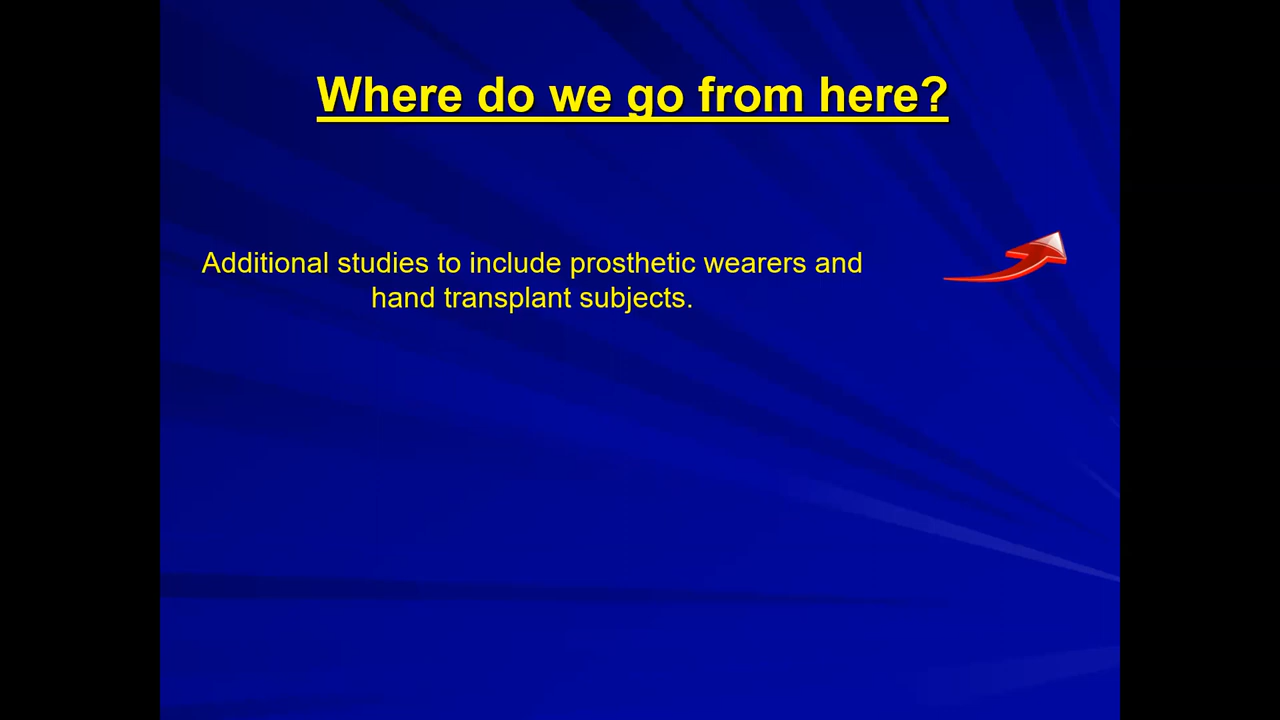 Where do we go from here?
Additional studies to include prosthetic wearers and
hand transplant subjects.